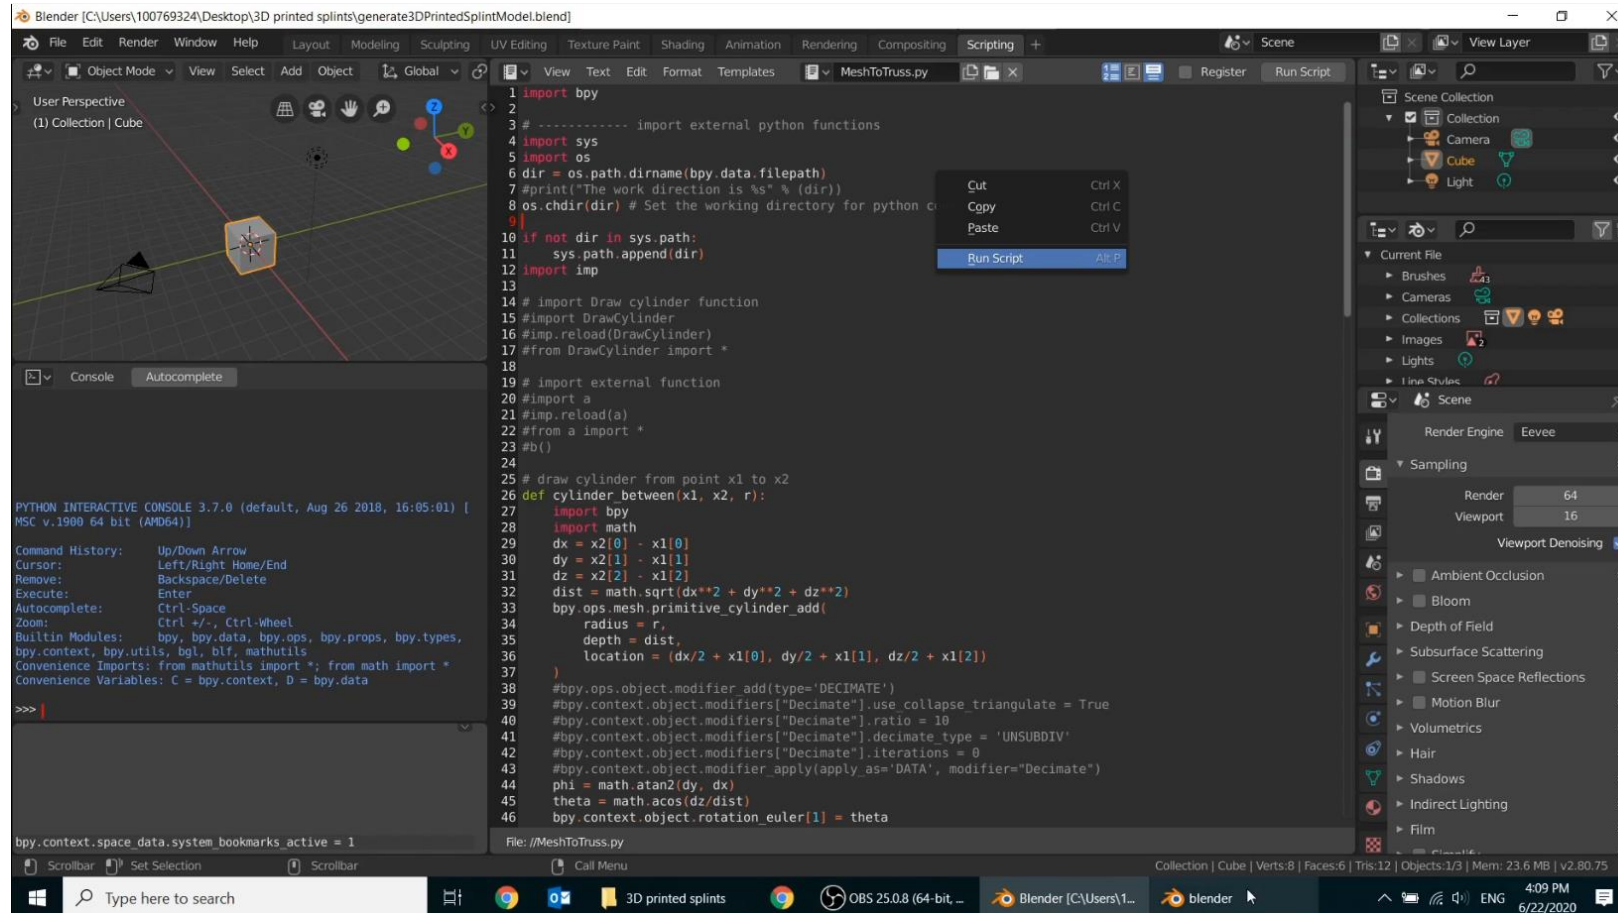 Blender [C:\Users\100769324\Desktop\3D printed splints\generate3DPrintedSplintModel.blend]
File Edit Render Window Help Layout Modeling Sculpting UV Editing Texture Paint Shading Animation Rendering Compositing Scripting + Scene View Layer
Object Mode View Select Add Object Global View Text Edit Format Templates MeshToTruss.py Register Run Script
User Perspective
(1) Collection | Cube
Z
Y
X
1 import bpy
2
3 # ------------ import external python functions
4 import sys
5 import os
6 dir = os.path.dirname(bpy.data.filepath)
7 #print("The work direction is %s" % (dir))
8 os.chdir(dir) # Set the working directory for python c
9
10 if not dir in sys.path:
11 sys.path.append(dir)
12 import imp
13
14 # import Draw cylinder function
15 #import DrawCylinder
16 #imp.reload(DrawCylinder)
17 #from DrawCylinder import *
18
19 # import external function
20 #import a
21 #imp.reload(a)
22 #from a import *
23 #b()
24
25 # draw cylinder from point x1 to x2
26 def cylinder_between(x1, x2, r):
27 import bpy
28 import math
29 dx = x2[0] - x1[0]
30 dy = x2[1] - x1[1]
31 dz = x2[2] - x1[2]
32 dist = math.sqrt(dx**2 + dy**2 + dz**2)
33 bpy.ops.mesh.primitive_cylinder_add(
34 radius = r,
35 depth = dist,
36 location = (dx/2 + x1[0], dy/2 + x1[1], dz/2 + x1[2])
37 )
38 #bpy.ops.object.modifier_add(type='DECIMATE')
39 #bpy.context.object.modifiers["Decimate"].use_collapse_triangulate = True
40 #bpy.context.object.modifiers["Decimate"].ratio = 10
41 #bpy.context.object.modifiers["Decimate"].decimate_type = 'UNSUBDIV'
42 #bpy.context.object.modifiers["Decimate"].iterations = 0
43 #bpy.context.object.modifier_apply(apply_as='DATA', modifier="Decimate")
44 phi = math.atan2(dy, dx)
45 theta = math.acos(dz/dist)
46 bpy.context.object.rotation_euler[1] = theta
File: //MeshToTruss.py
Cut Ctrl X
Copy Ctrl C
Paste Ctrl V
Run Script Alt P
Console Autocomplete
PYTHON INTERACTIVE CONSOLE 3.7.0 (default, Aug 26 2018, 16:05:01) [
MSC v.1900 64 bit (AMD64)]
Command History: Up/Down Arrow
Cursor: Left/Right Home/End
Remove: Backspace/Delete
Execute: Enter
Autocomplete: Ctrl-Space
Zoom: Ctrl +/-, Ctrl-Wheel
Builtin Modules: bpy, bpy.data, bpy.ops, bpy.props, bpy.types,
bpy.context, bpy.utils, bgl, blf, mathutils
Convenience Imports: from mathutils import *; from math import *
Convenience Variables: C = bpy.context, D = bpy.data
>>>
bpy.context.space_data.system_bookmarks_active = 1
Scene Collection
Collection
Camera
Cube
Light
Current File
Brushes 43
Cameras
Collections
Images 2
Lights
Line Styles
Scene
Render Engine Eevee
Sampling
Render 64
Viewport 16
Viewport Denoising
Ambient Occlusion
Bloom
Depth of Field
Subsurface Scattering
Screen Space Reflections
Motion Blur
Volumetrics
Hair
Shadows
Indirect Lighting
Film
Scrollbar Set Selection Scrollbar Call Menu Collection | Cube | Verts:8 | Faces:6 | Tris:12 | Objects:1/3 | Mem: 23.6 MB | v2.80.75
Type here to search 3D printed splints OBS 25.0.8 (64-bit, ... Blender [C:\Users\1... blender ENG 4:09 PM
6/22/2020